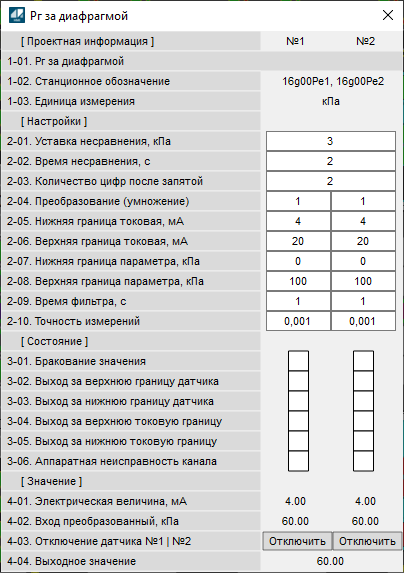 Рг за диафрагмой
[ Проектная информация ] №1 №2
1-01. Рг за диафрагмой
1-02. Станционное обозначение 16g00Pe1, 16g00Pe2
1-03. Единица измерения кПа
[ Настройки ]
2-01. Уставка несравнения, кПа 3
2-02. Время несравнения, с 2
2-03. Количество цифр после запятой 2
2-04. Преобразование (умножение) 1 1
2-05. Нижняя граница токовая, мА 4 4
2-06. Верхняя граница токовая, мА 20 20
2-07. Нижняя граница параметра, кПа 0 0
2-08. Верхняя граница параметра, кПа 100 100
2-09. Время фильтра, с 1 1
2-10. Точность измерений 0,001 0,001
[ Состояние ]
3-01. Бракование значения
3-02. Выход за верхнюю границу датчика
3-03. Выход за нижнюю границу датчика
3-04. Выход за верхнюю токовую границу
3-05. Выход за нижнюю токовую границу
3-06. Аппаратная неисправность канала
[ Значение ]
4-01. Электрическая величина, мА 4.00 4.00
4-02. Вход преобразованный, кПа 60.00 60.00
4-03. Отключение датчика №1 | №2 Отключить Отключить
4-04. Выходное значение 60.00